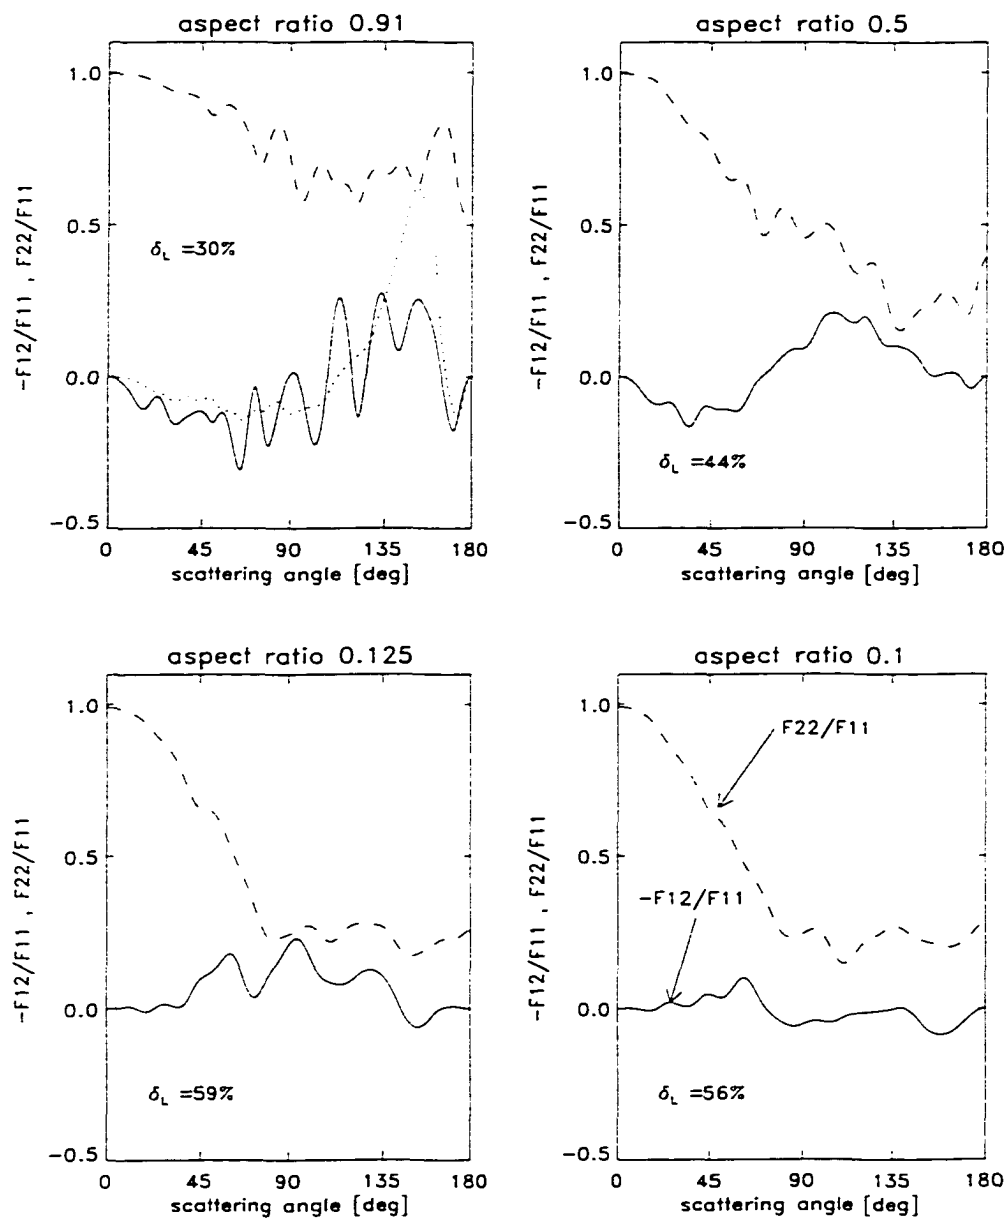 aspect ratio 0.91
1.0
0.5
0.0
-0.5
-F12/F11 , F22/F11
δL =30%
0 45 90 135 180
scattering angle [deg]
aspect ratio 0.5
1.0
0.5
0.0
-0.5
-F12/F11 , F22/F11
δL =44%
0 45 90 135 180
scattering angle [deg]
aspect ratio 0.125
1.0
0.5
0.0
-0.5
-F12/F11 , F22/F11
δL =59%
0 45 90 135 180
scattering angle [deg]
aspect ratio 0.1
1.0
0.5
0.0
-0.5
-F12/F11 , F22/F11
F22/F11
-F12/F11
δL =56%
0 45 90 135 180
scattering angle [deg]